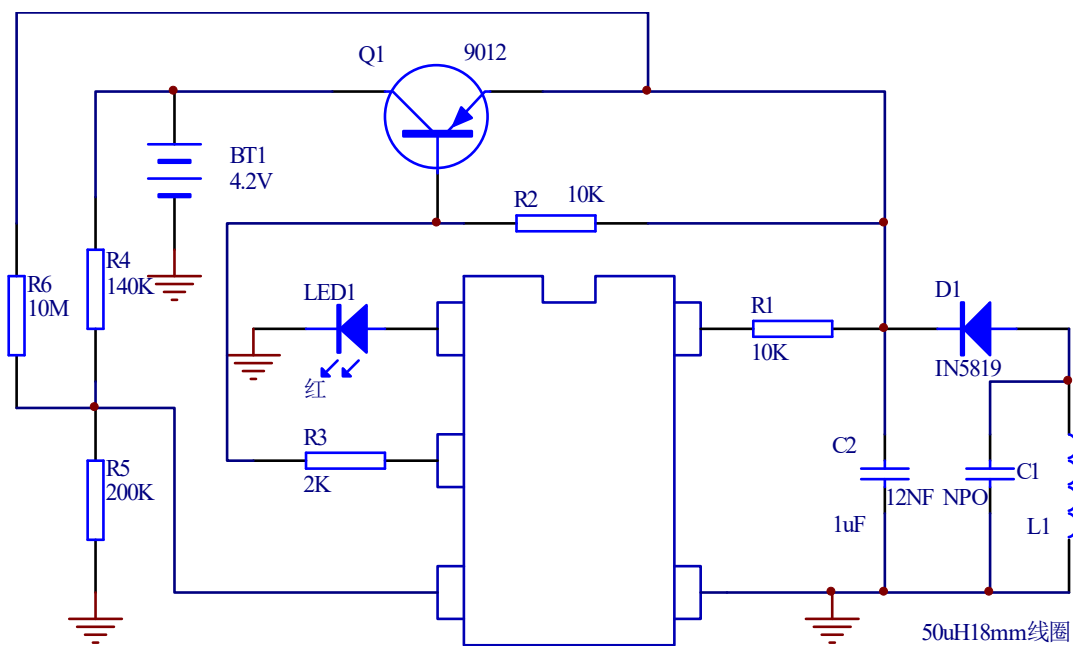 Q1
9012
BT1
4.2V
R2
10K
R6
10M
R4
140K
LED1
红
R1
10K
D1
IN5819
R3
2K
R5
200K
C2
1uF
12NF NPO
C1
L1
50uH18mm线圈